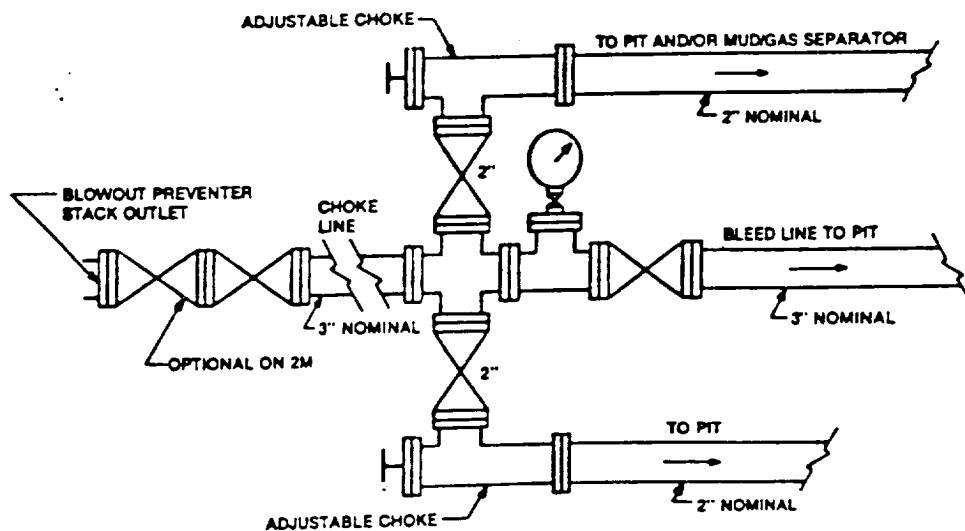 ADJUSTABLE CHOKE
TO PIT AND/OR MUD/GAS SEPARATOR
2" NOMINAL
2"
BLOWOUT PREVENTER
STACK OUTLET
CHOKE
LINE
BLEED LINE TO PIT
3" NOMINAL
3" NOMINAL
OPTIONAL ON 2M
2"
TO PIT
2" NOMINAL
ADJUSTABLE CHOKE